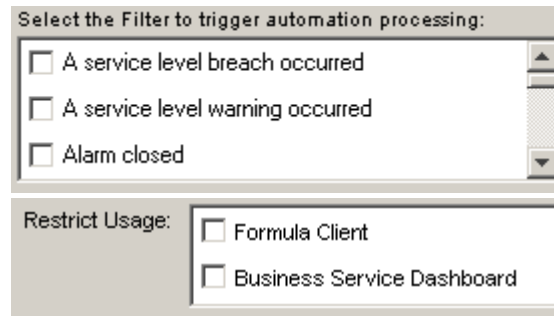 Select the Filter to trigger automation processing:
A service level breach occurred
A service level warning occurred
Alarm closed
Restrict Usage:
Formula Client
Business Service Dashboard